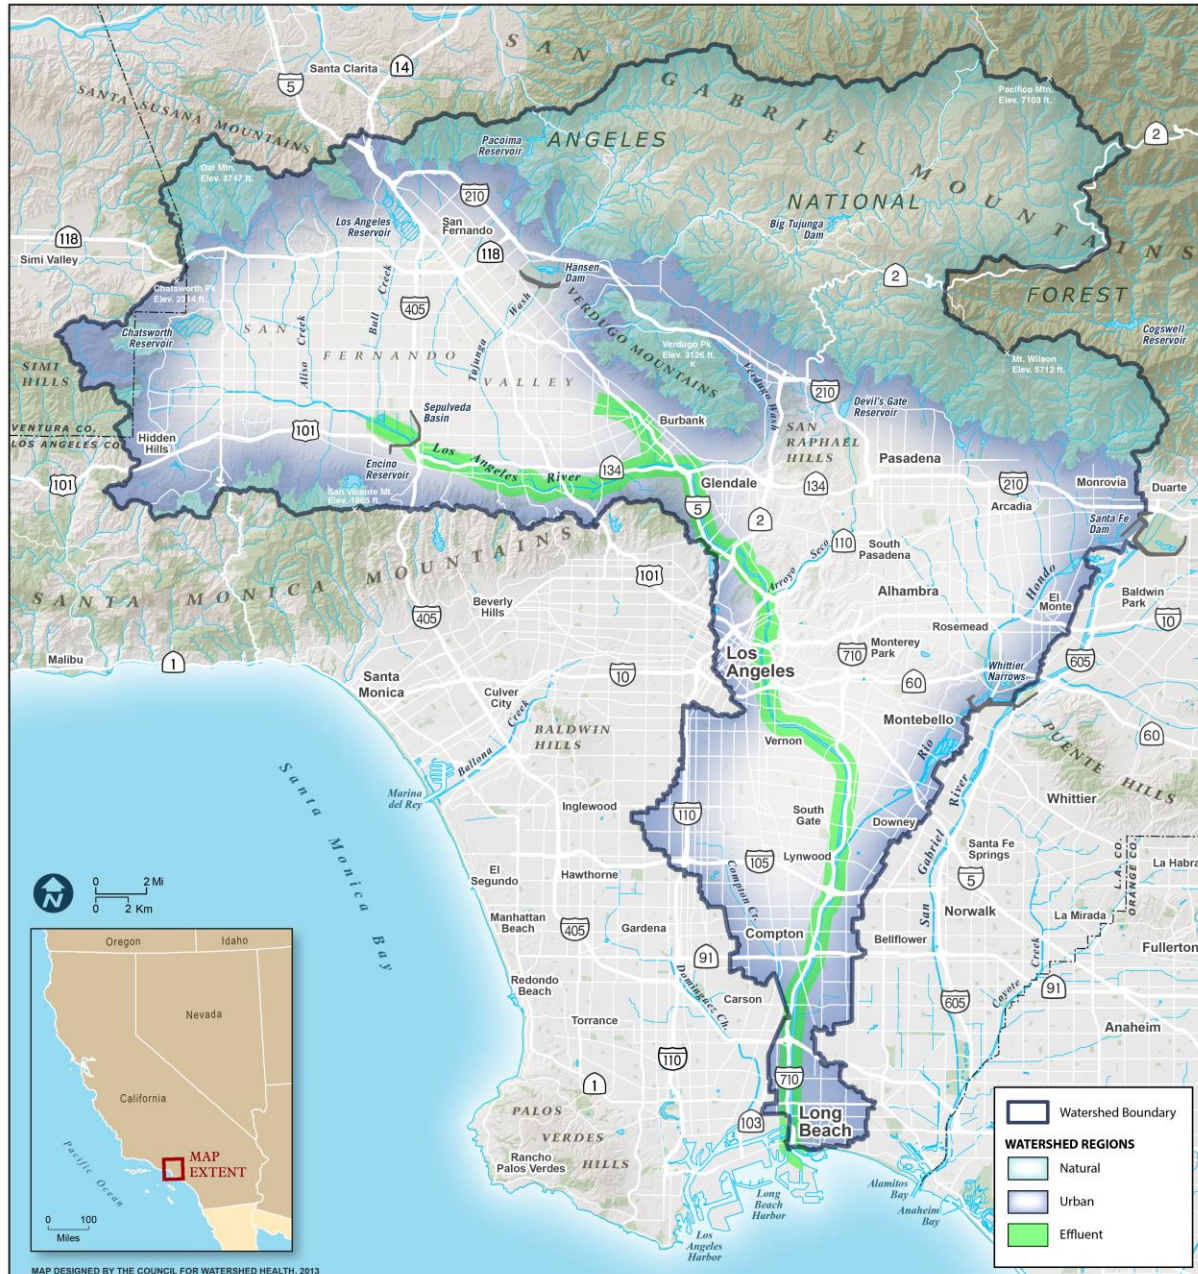 SAN GABRIEL MOUNTAINS
Santa Clarita
14
5
SANTA SUSANA MOUNTAINS
Pacifico Mtn.
Elev. 7103 ft.
2
Pacoima
Reservoir
ANGELES
Oat Mtn.
Elev. 3747 ft.
210
NATIONAL
Los Angeles
Reservoir
San
Fernando
Big Tujunga
Dam
118
Simi Valley
118
Hansen
Dam
2
FOREST
Chatsworth Pk
Elev. 2314 ft.
405
Wash
Tujunga
Creek
Bull
Creek
Aliso
Chatsworth
Reservoir
SAN
FERNANDO
VALLEY
VERDUGO MOUNTAINS
Verdugo Pk
Elev. 3126 ft.
Verdugo Wash
Cogswell
Reservoir
Mt. Wilson
Elev. 5712 ft.
SIMI
HILLS
210
Devil's Gate
Reservoir
Sepulveda
Basin
Burbank
VENTURA CO.
LOS ANGELES CO.
Hidden
Hills
101
SAN
RAPHAEL
HILLS
Pasadena
101
Encino
Reservoir
Los Angeles River
134
Glendale
134
210
Monrovia
Duarte
San Vicente Mt.
Elev. 1965 ft.
5
2
Arcadia
Santa Fe
Dam
SANTA MONICA MOUNTAINS
110
South
Pasadena
Arroyo Seco
101
Alhambra
Hondo
El
Monte
Baldwin
Park
Beverly
Hills
405
Rosemead
10
Malibu
1
Los
Angeles
710
Monterey
Park
605
Santa
Monica
10
Whittier
Narrows
Culver
City
60
Montebello
Ballona Creek
BALDWIN
HILLS
Vernon
Rio
PUENTE HILLS
60
Marina
del Rey
Inglewood
110
South
Gate
Downey
Whittier
Santa Monica Bay
San Gabriel River
105
Lynwood
Santa Fe
Springs
L.A. CO.
ORANGE CO.
La Habra
El
Segundo
Hawthorne
Compton Cr.
5
0 2 Mi
0 2 Km
N
Manhattan
Beach
405
Gardena
Compton
Norwalk
La Mirada
Bellflower
Fullerton
91
Redondo
Beach
Dominguez Ch.
Carson
605
Coyote Creek
91
Torrance
Anaheim
110
1
710
PALOS
VERDES
HILLS
103
Long
Beach
Rancho
Palos Verdes
Long
Beach
Harbor
Los
Angeles
Harbor
Alamitos
Bay
Anaheim
Bay
Oregon
Idaho
Nevada
California
Pacific Ocean
MAP
EXTENT
0 100
Miles
Watershed Boundary
WATERSHED REGIONS
Natural
Urban
Effluent
MAP DESIGNED BY THE COUNCIL FOR WATERSHED HEALTH, 2013